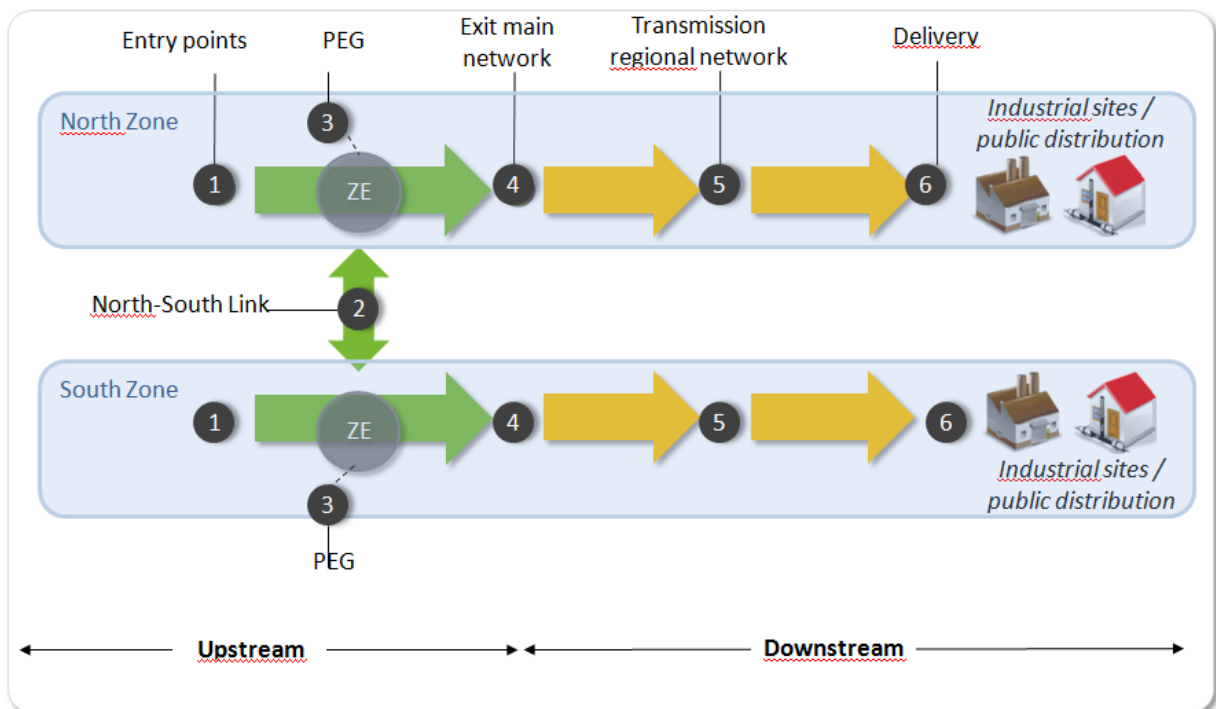 Entry points
PEG
Exit main
network
Transmission
regional network
Delivery
North Zone
3
Industrial sites /
public distribution
1
ZE
4
5
6
North-South Link
2
South Zone
1
ZE
4
5
6
3
Industrial sites /
public distribution
PEG
Upstream
Downstream